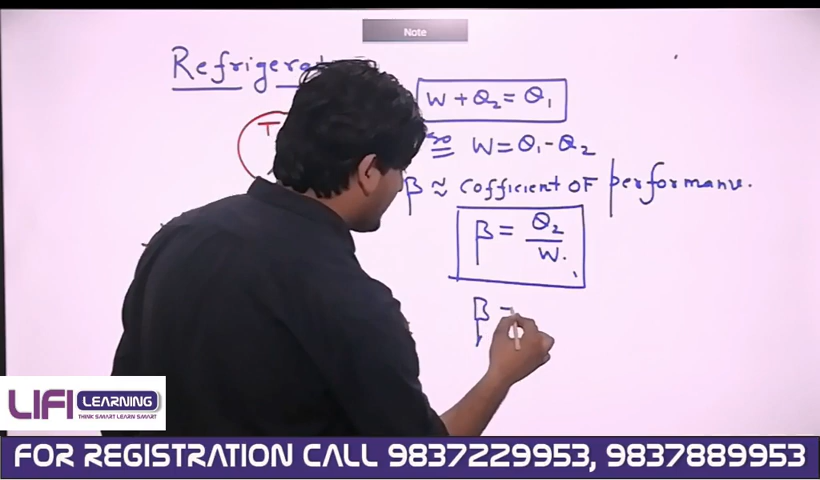 Note
W + Q₂ = Q₁
W = Q₁ - Q₂
β ≈ Cofficient OF performance.
β = Q₂/W.
β =
LIFI LEARNING
THINK SMART LEARN SMART
FOR REGISTRATION CALL 9837229953, 9837889953